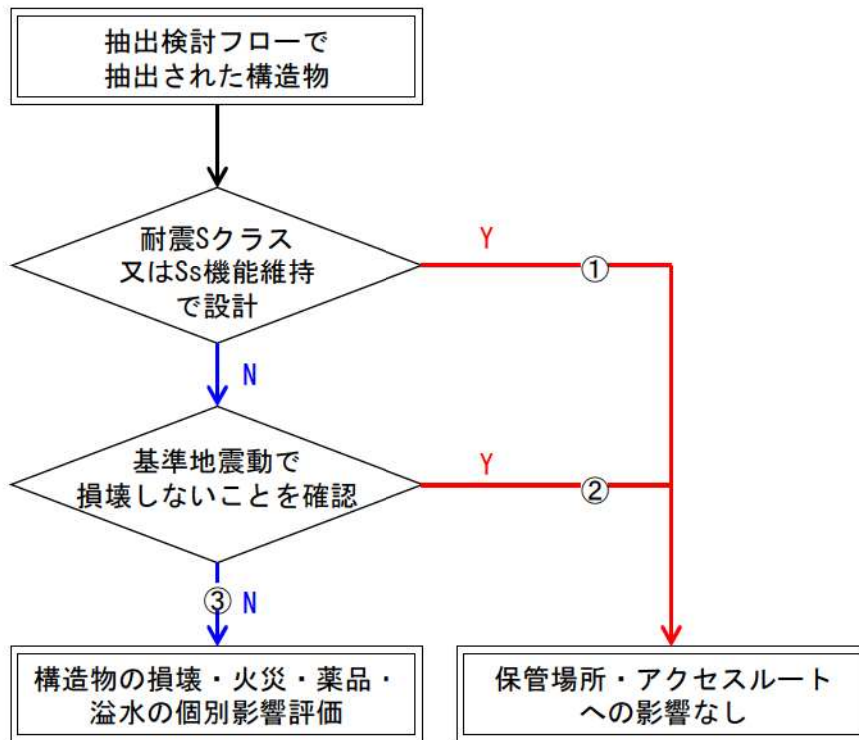 抽出検討フローで
抽出された構造物
耐震Sクラス
又はSs機能維持
で設計
Y
①
N
基準地震動で
損壊しないことを確認
Y
②
③
N
構造物の損壊・火災・薬品・
溢水の個別影響評価
保管場所・アクセスルート
への影響なし